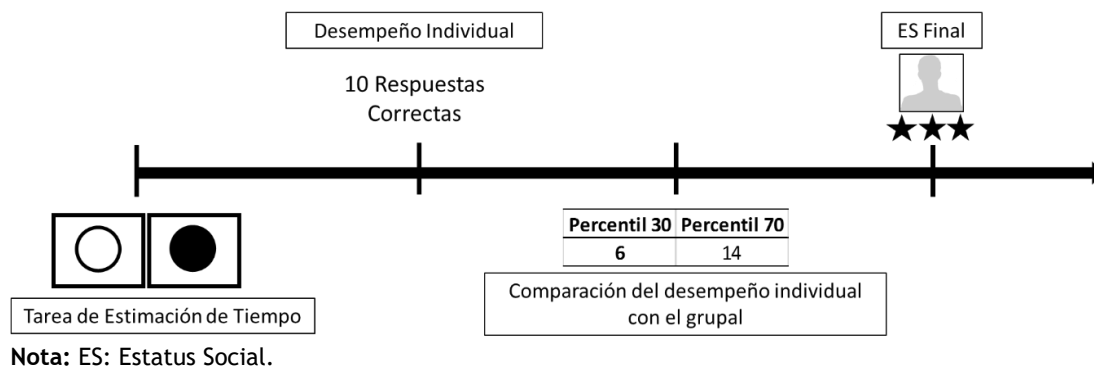 Desempeño Individual
ES Final
10 Respuestas
Correctas
Percentil 30 Percentil 70
6 14
Comparación del desempeño individual
con el grupal
Tarea de Estimación de Tiempo
Nota: ES: Estatus Social.